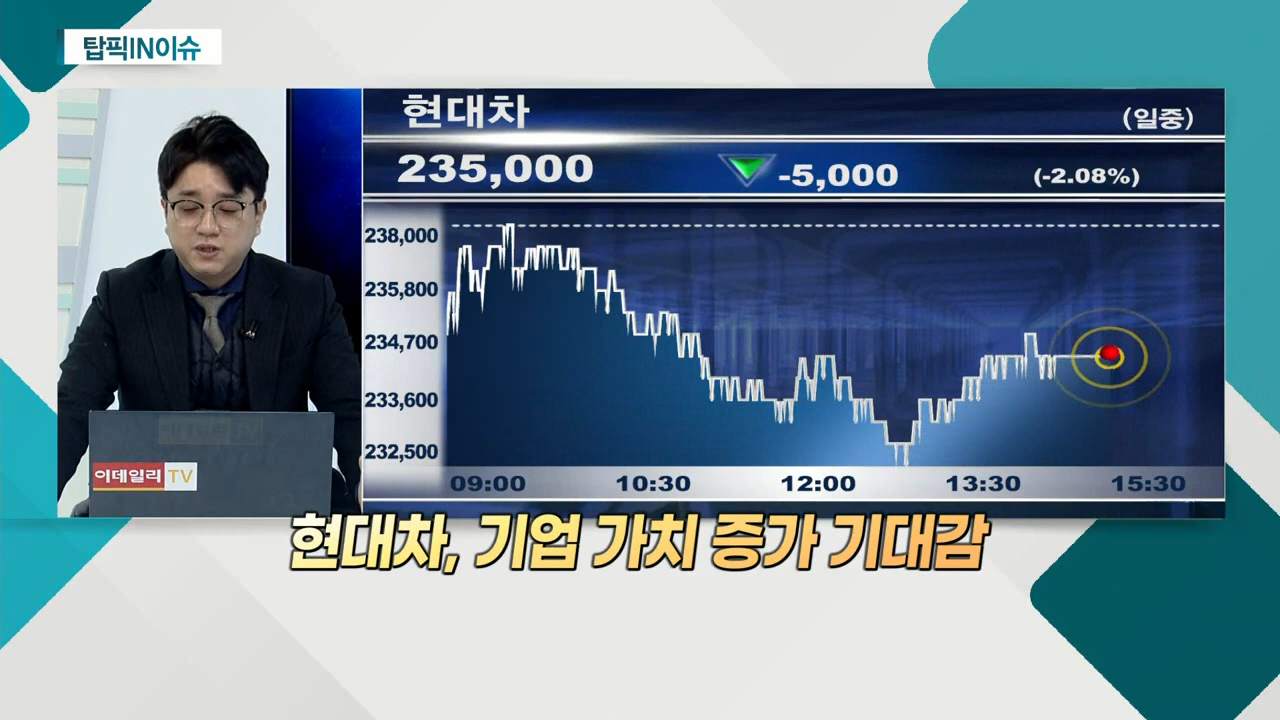 탑픽IN이슈
현대차
(일중)
235,000 -5,000 (-2.08%)
238,000
235,800
234,700
233,600
232,500
09:00 10:30 12:00 13:30 15:30
이데일리 TV
현대차, 기업 가치 증가 기대감